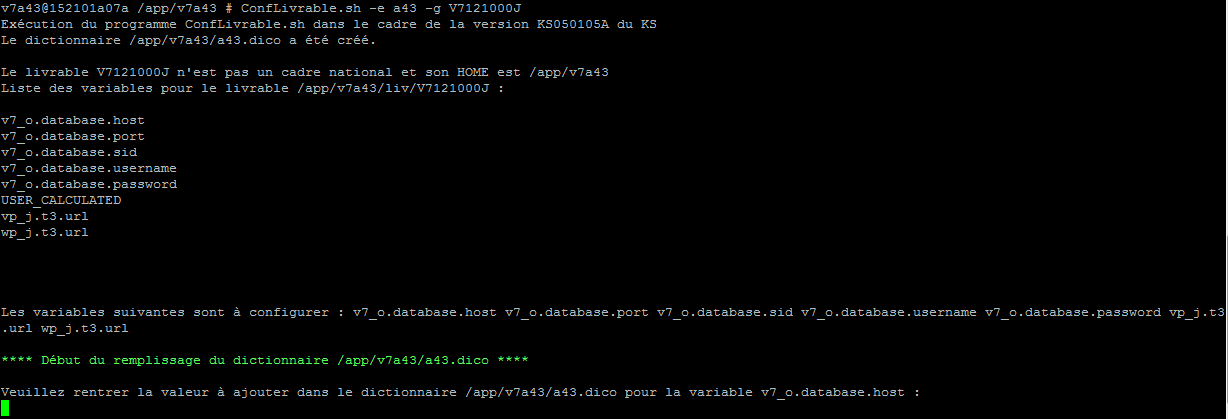 v7a43@152101a07a /app/v7a43 # ConfLivrable.sh -e a43 -g V7121000J
Exécution du programme ConfLivrable.sh dans le cadre de la version KS050105A du KS
Le dictionnaire /app/v7a43/a43.dico a été créé.
Le livrable V7121000J n'est pas un cadre national et son HOME est /app/v7a43
Liste des variables pour le livrable /app/v7a43/liv/V7121000J :
v7_o.database.host
v7_o.database.port
v7_o.database.sid
v7_o.database.username
v7_o.database.password
USER_CALCULATED
vp_j.t3.url
wp_j.t3.url
Les variables suivantes sont à configurer : v7_o.database.host v7_o.database.port v7_o.database.sid v7_o.database.username v7_o.database.password vp_j.t3
.url wp_j.t3.url
**** Début du remplissage du dictionnaire /app/v7a43/a43.dico ****
Veuillez rentrer la valeur à ajouter dans le dictionnaire /app/v7a43/a43.dico pour la variable v7_o.database.host :